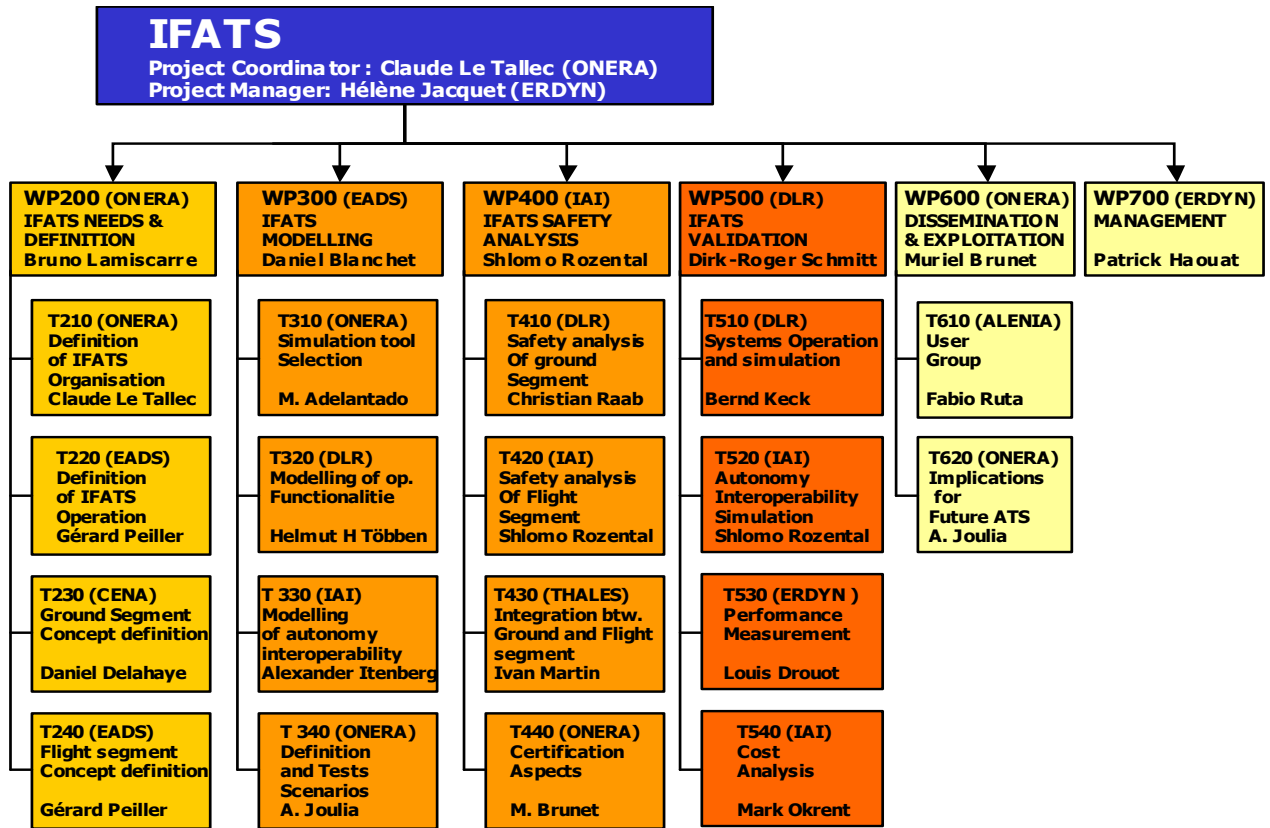 IFATS
Project Coordinator : Claude Le Tallec (ONERA)
Project Manager: Hélène Jacquet (ERDYN)
WP200 (ONERA)
IFATS NEEDS &
DEFINITION
Bruno Lamiscarre
WP300 (EADS)
IFATS
MODELLING
Daniel Blanchet
WP400 (IAI)
IFATS SAFETY
ANALYSIS
Shlomo Rozental
WP500 (DLR)
IFATS
VALIDATION
Dirk-Roger Schmitt
WP600 (ONERA)
DISSEMINATION
& EXPLOITATION
Muriel Brunet
WP700 (ERDYN)
MANAGEMENT
Patrick Haouat
T210 (ONERA)
Definition
of IFATS
Organisation
Claude Le Tallec
T310 (ONERA)
Simulation tool
Selection
M. Adelantado
T410 (DLR)
Safety analysis
Of ground
Segment
Christian Raab
T510 (DLR)
Systems Operation
and simulation
Bernd Keck
T610 (ALENIA)
User
Group
Fabio Ruta
T220 (EADS)
Definition
of IFATS
Operation
Gérard Peiller
T320 (DLR)
Modelling of op.
Functionalitie
Helmut H Többen
T420 (IAI)
Safety analysis
Of Flight
Segment
Shlomo Rozental
T520 (IAI)
Autonomy
Interoperability
Simulation
Shlomo Rozental
T620 (ONERA)
Implications
for
Future ATS
A. Joulia
T230 (CENA)
Ground Segment
Concept definition
Daniel Delahaye
T 330 (IAI)
Modelling
of autonomy
interoperability
Alexander Itenberg
T430 (THALES)
Integration btw.
Ground and Flight
segment
Ivan Martin
T530 (ERDYN )
Performance
Measurement
Louis Drouot
T240 (EADS)
Flight segment
Concept definition
Gérard Peiller
T 340 (ONERA)
Definition
and Tests
Scenarios
A. Joulia
T440 (ONERA)
Certification
Aspects
M. Brunet
T540 (IAI)
Cost
Analysis
Mark Okrent